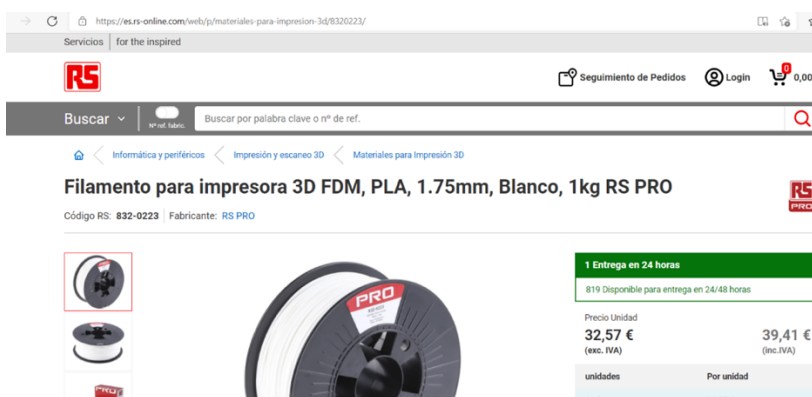 https://es.rs-online.com/web/p/materiales-para-impresion-3d/8320223/
Servicios for the inspired
RS
Seguimiento de Pedidos Login 0 0,00
Buscar Nº ref. fabric. Buscar por palabra clave o nº de ref.
Informática y periféricos Impresión y escaneo 3D Materiales para Impresión 3D
Filamento para impresora 3D FDM, PLA, 1.75mm, Blanco, 1kg RS PRO
RS
PRO
Código RS: 832-0223 Fabricante: RS PRO
1 Entrega en 24 horas
819 Disponible para entrega en 24/48 horas
PRO
Precio Unidad
32,57 € 39,41 €
(exc. IVA) (inc.IVA)
unidades Por unidad